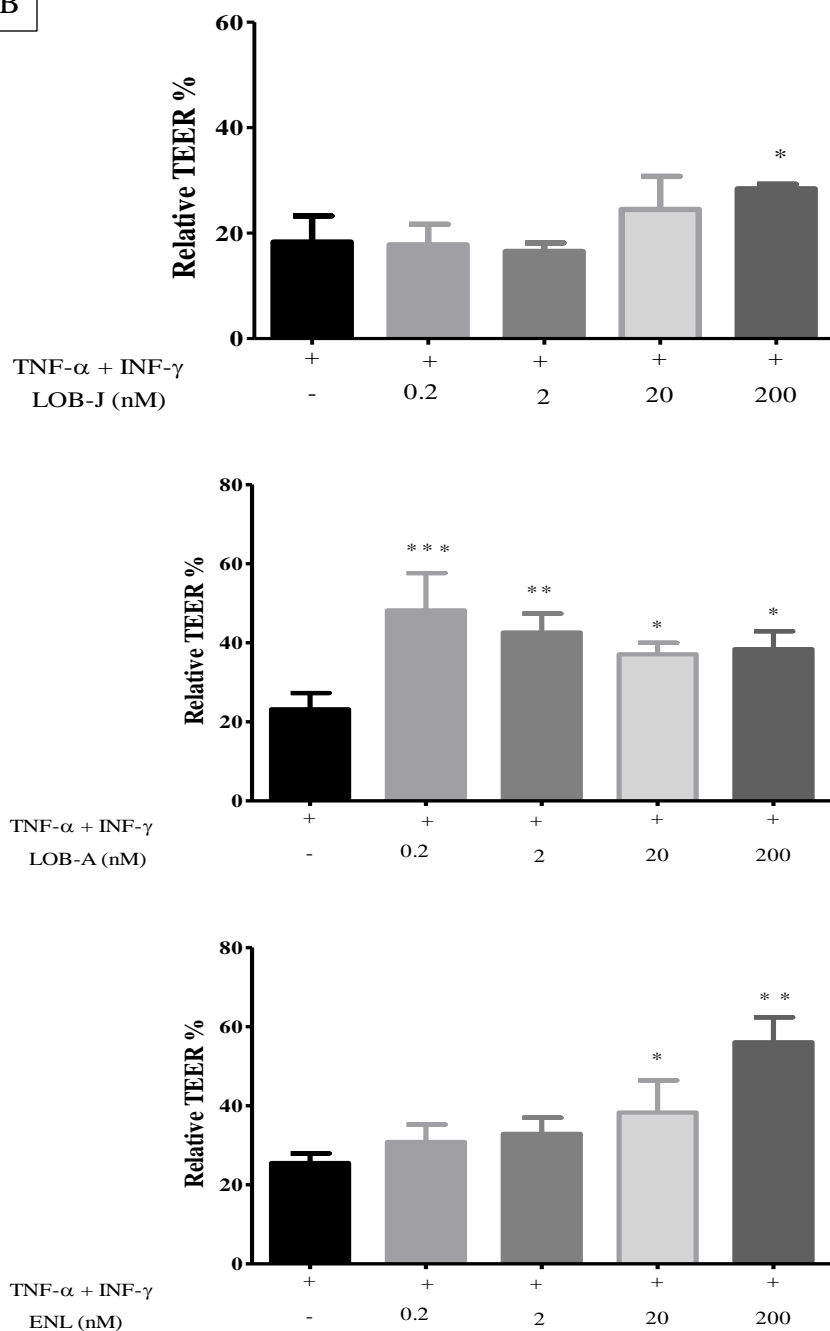 B
60
Relative TEER %
40
*
20
0
TNF-α + INF-γ + + + + +
LOB-J (nM) - 0.2 2 20 200
80
Relative TEER %
60
***
**
*
*
40
20
0
TNF-α + INF-γ + + + + +
LOB-A (nM) - 0.2 2 20 200
80
Relative TEER %
60
* *
*
40
20
0
TNF-α + INF-γ + + + + +
ENL (nM) - 0.2 2 20 200